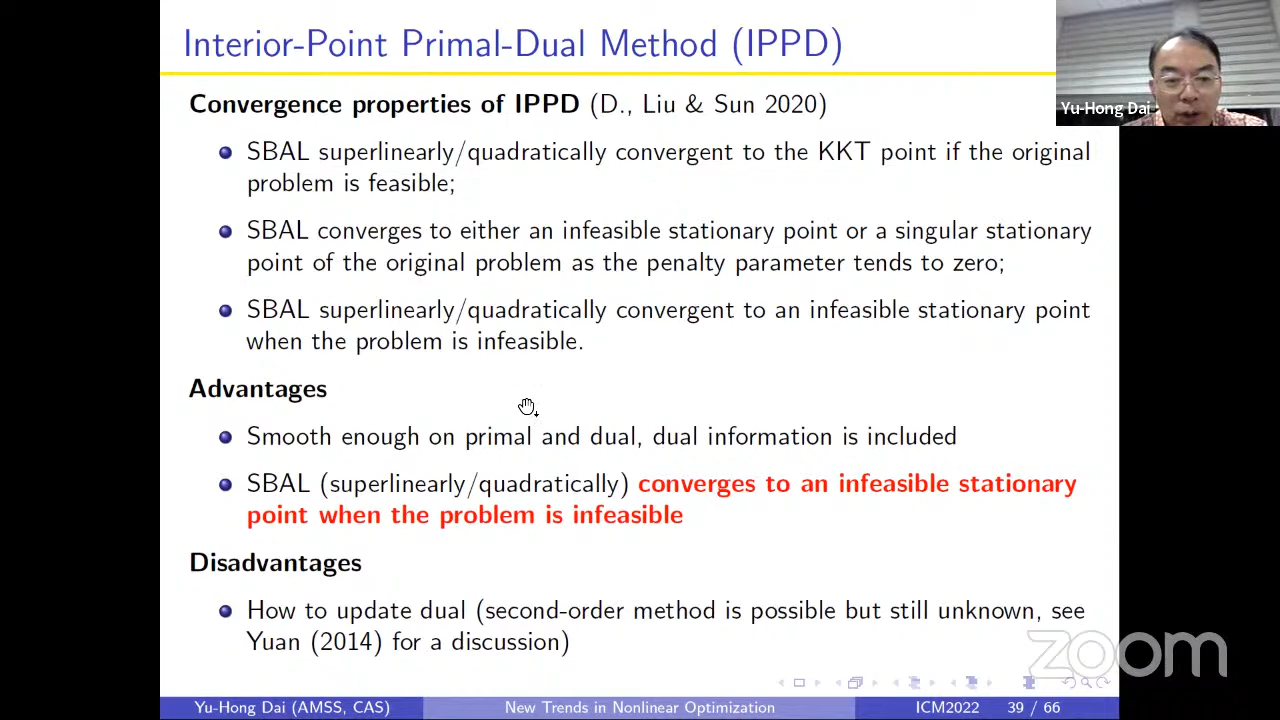 Interior-Point Primal-Dual Method (IPPD)
Yu-Hong Dai
Convergence properties of IPPD (D., Liu & Sun 2020)
SBAL superlinearly/quadratically convergent to the KKT point if the original
problem is feasible;
SBAL converges to either an infeasible stationary point or a singular stationary
point of the original problem as the penalty parameter tends to zero;
SBAL superlinearly/quadratically convergent to an infeasible stationary point
when the problem is infeasible.
Advantages
Smooth enough on primal and dual, dual information is included
SBAL (superlinearly/quadratically) converges to an infeasible stationary
point when the problem is infeasible
Disadvantages
How to update dual (second-order method is possible but still unknown, see
Yuan (2014) for a discussion)
zoom
Yu-Hong Dai (AMSS, CAS) New Trends in Nonlinear Optimization ICM2022 39 / 66